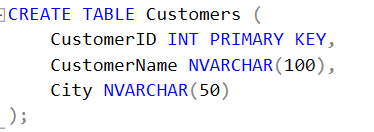 CREATE TABLE Customers (
    CustomerID INT PRIMARY KEY,
    CustomerName NVARCHAR(100),
    City NVARCHAR(50)
);